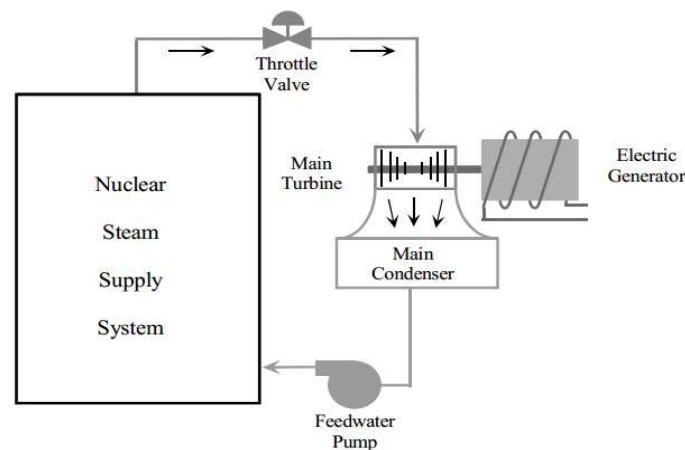 Throttle
Valve
Nuclear
Steam
Supply
System
Main
Turbine
Electric
Generator
Main
Condenser
Feedwater
Pump